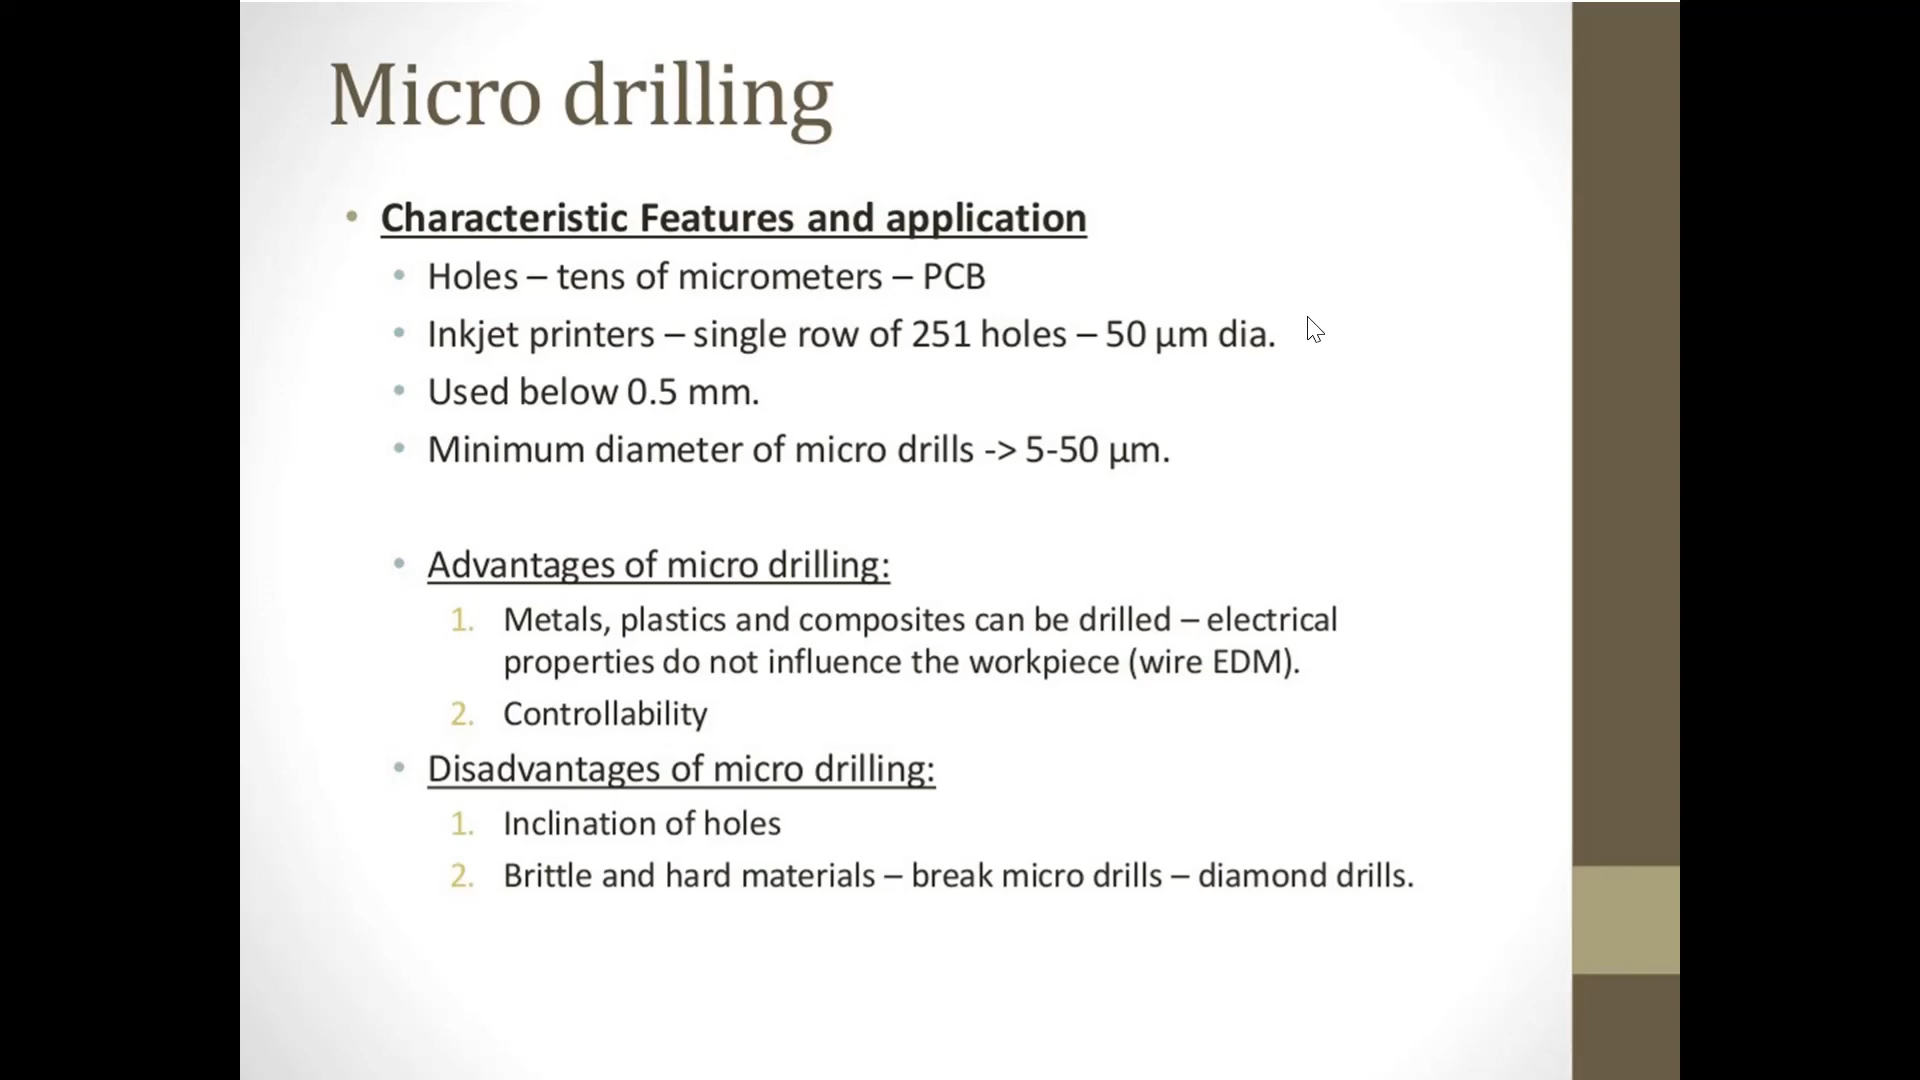 Micro drilling
• Characteristic Features and application
• Holes – tens of micrometers – PCB
• Inkjet printers – single row of 251 holes – 50 µm dia.
• Used below 0.5 mm.
• Minimum diameter of micro drills -> 5-50 µm.
• Advantages of micro drilling:
1. Metals, plastics and composites can be drilled – electrical
properties do not influence the workpiece (wire EDM).
2. Controllability
• Disadvantages of micro drilling:
1. Inclination of holes
2. Brittle and hard materials – break micro drills – diamond drills.